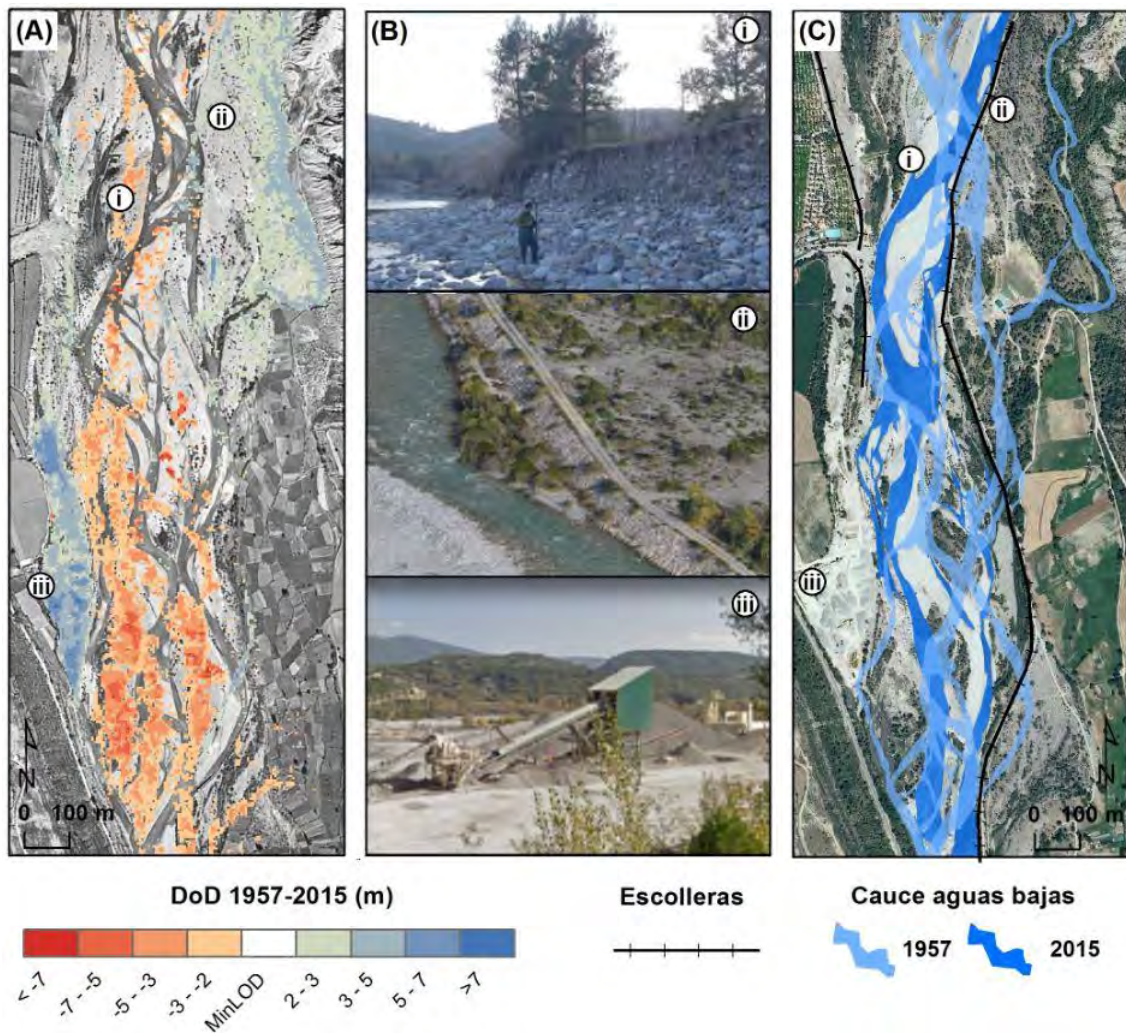 (A)
ii
i
iii
N
0 100 m
(B)
i
ii
iii
(C)
ii
i
iii
N
0 100 m
DoD 1957-2015 (m)
< -7
-7 - -5
-5 - -3
-3 - -2
MinLOD
2 - 3
3 - 5
5 - 7
>7
Escolleras
Cauce aguas bajas
1957
2015